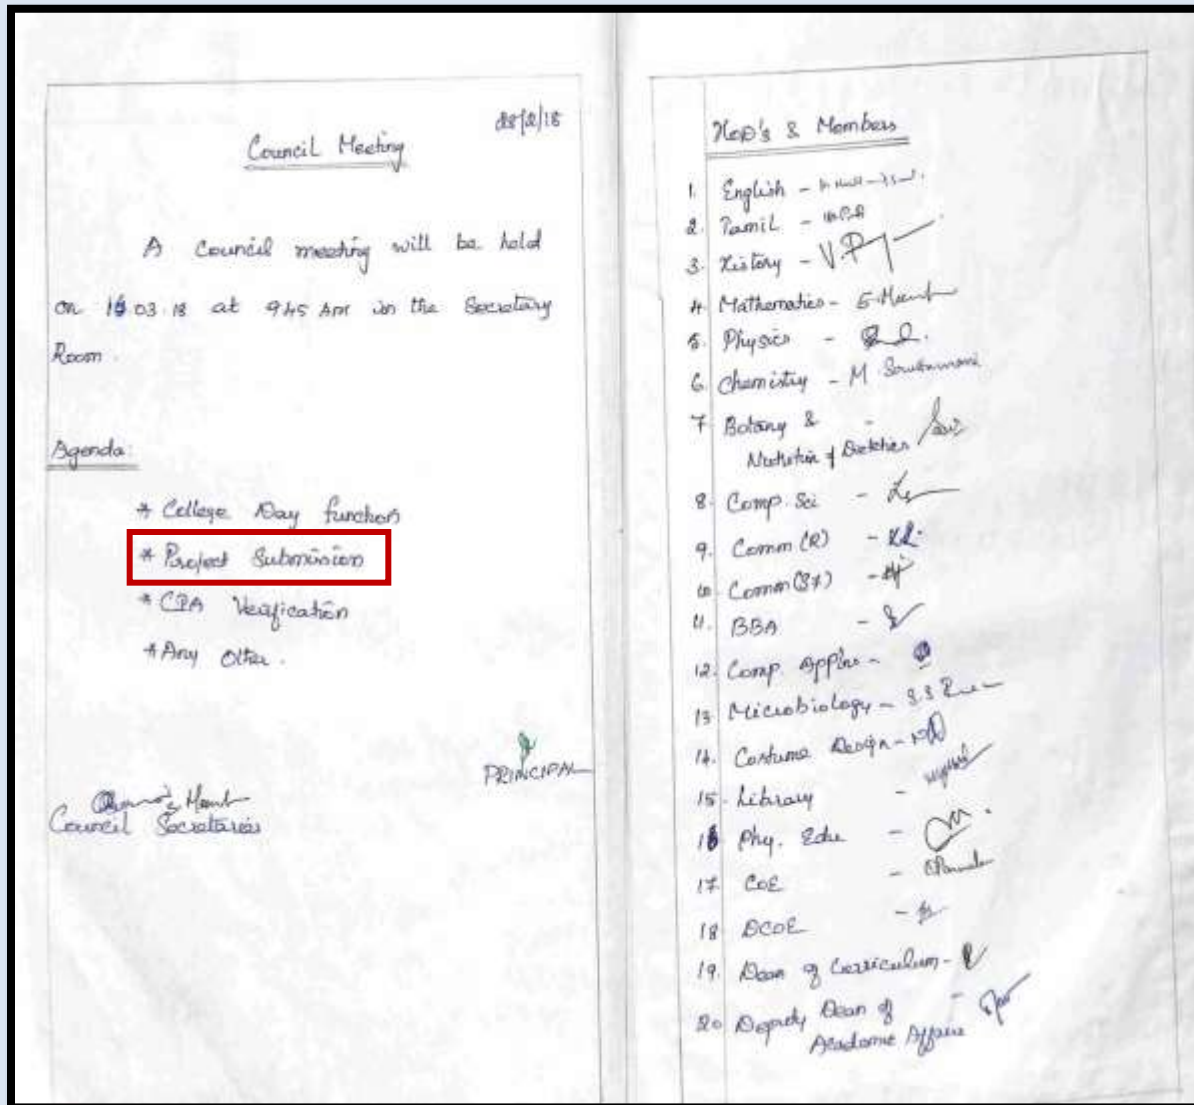 28/2/18
Council Meeting
A Council meeting will be held
on 03.18 at 9.45 AM in the Secretary
Room.
Agenda:
* College Day function
* Project Submission
* CPA Verification
* Any Other.
PRINCIPAL
Council Secretaries
HOD's & Members
1. English -
2. Tamil -
3. History -
4. Mathematics -
5. Physics -
6. Chemistry - M
7. Botany & -
Nutrition & Dietetics
8. Comp. Sci -
9. Comm (R) -
10. Comm (SF) -
11. BBA -
12. Comp. Applns -
13. Microbiology -
14. Costume Design -
15. Library -
16 Phy. Edu -
17. COE -
18 DCOE -
19. Dean of Curriculum -
20 Deputy Dean of -
Academic Affairs